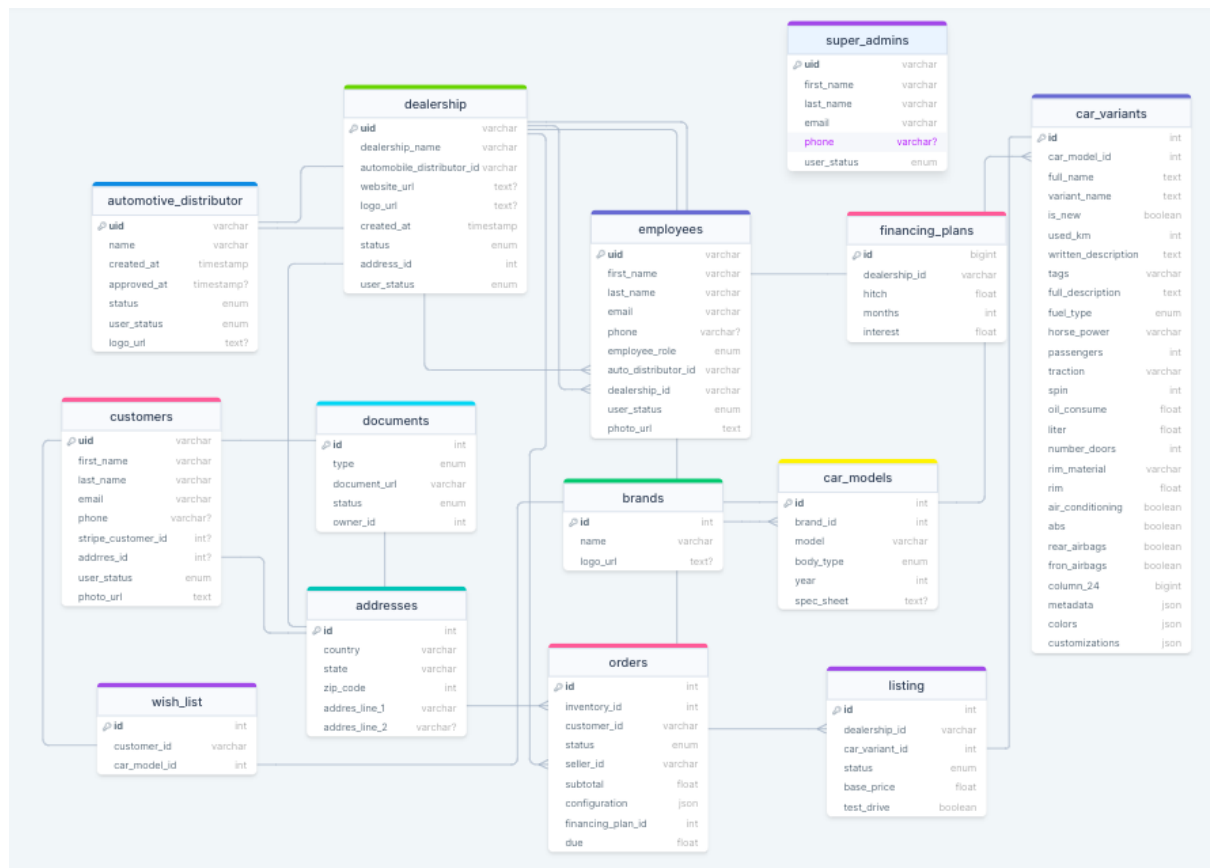 super_admins
uid varchar
first_name varchar
last_name varchar
email varchar
phone varchar?
user_status enum
dealership
uid varchar
dealership_name varchar
automobile_distributor_id varchar
website_url text?
logo_url text?
created_at timestamp
status enum
address_id int
user_status enum
car_variants
id int
car_model_id int
full_name text
variant_name text
is_new boolean
used_km int
written_description text
tags varchar
full_description text
fuel_type enum
horse_power varchar
passengers int
traction varchar
spin int
oil_consume float
liter float
number_doors int
rim_material varchar
rim float
air_conditioning boolean
abs boolean
rear_airbags boolean
fron_airbags boolean
column_24 bigint
metadata json
colors json
customizations json
automotive_distributor
uid varchar
name varchar
created_at timestamp
approved_at timestamp?
status enum
user_status enum
logo_url text?
employees
uid varchar
first_name varchar
last_name varchar
email varchar
phone varchar?
employee_role enum
auto_distributor_id varchar
dealership_id varchar
user_status enum
photo_url text
financing_plans
id bigint
dealership_id varchar
hitch float
months int
interest float
customers
uid varchar
first_name varchar
last_name varchar
email varchar
phone varchar?
stripe_customer_id int?
addrres_id int?
user_status enum
photo_url text
documents
id int
type enum
document_url varchar
status enum
owner_id int
brands
id int
name varchar
logo_url text?
car_models
id int
brand_id int
model varchar
body_type enum
year int
spec_sheet text?
addresses
id int
country varchar
state varchar
zip_code int
addres_line_1 varchar
addres_line_2 varchar?
orders
id int
inventory_id int
customer_id varchar
status enum
seller_id varchar
subtotal float
configuration json
financing_plan_id int
due float
listing
id int
dealership_id varchar
car_variant_id int
status enum
base_price float
test_drive boolean
wish_list
id int
customer_id varchar
car_model_id int